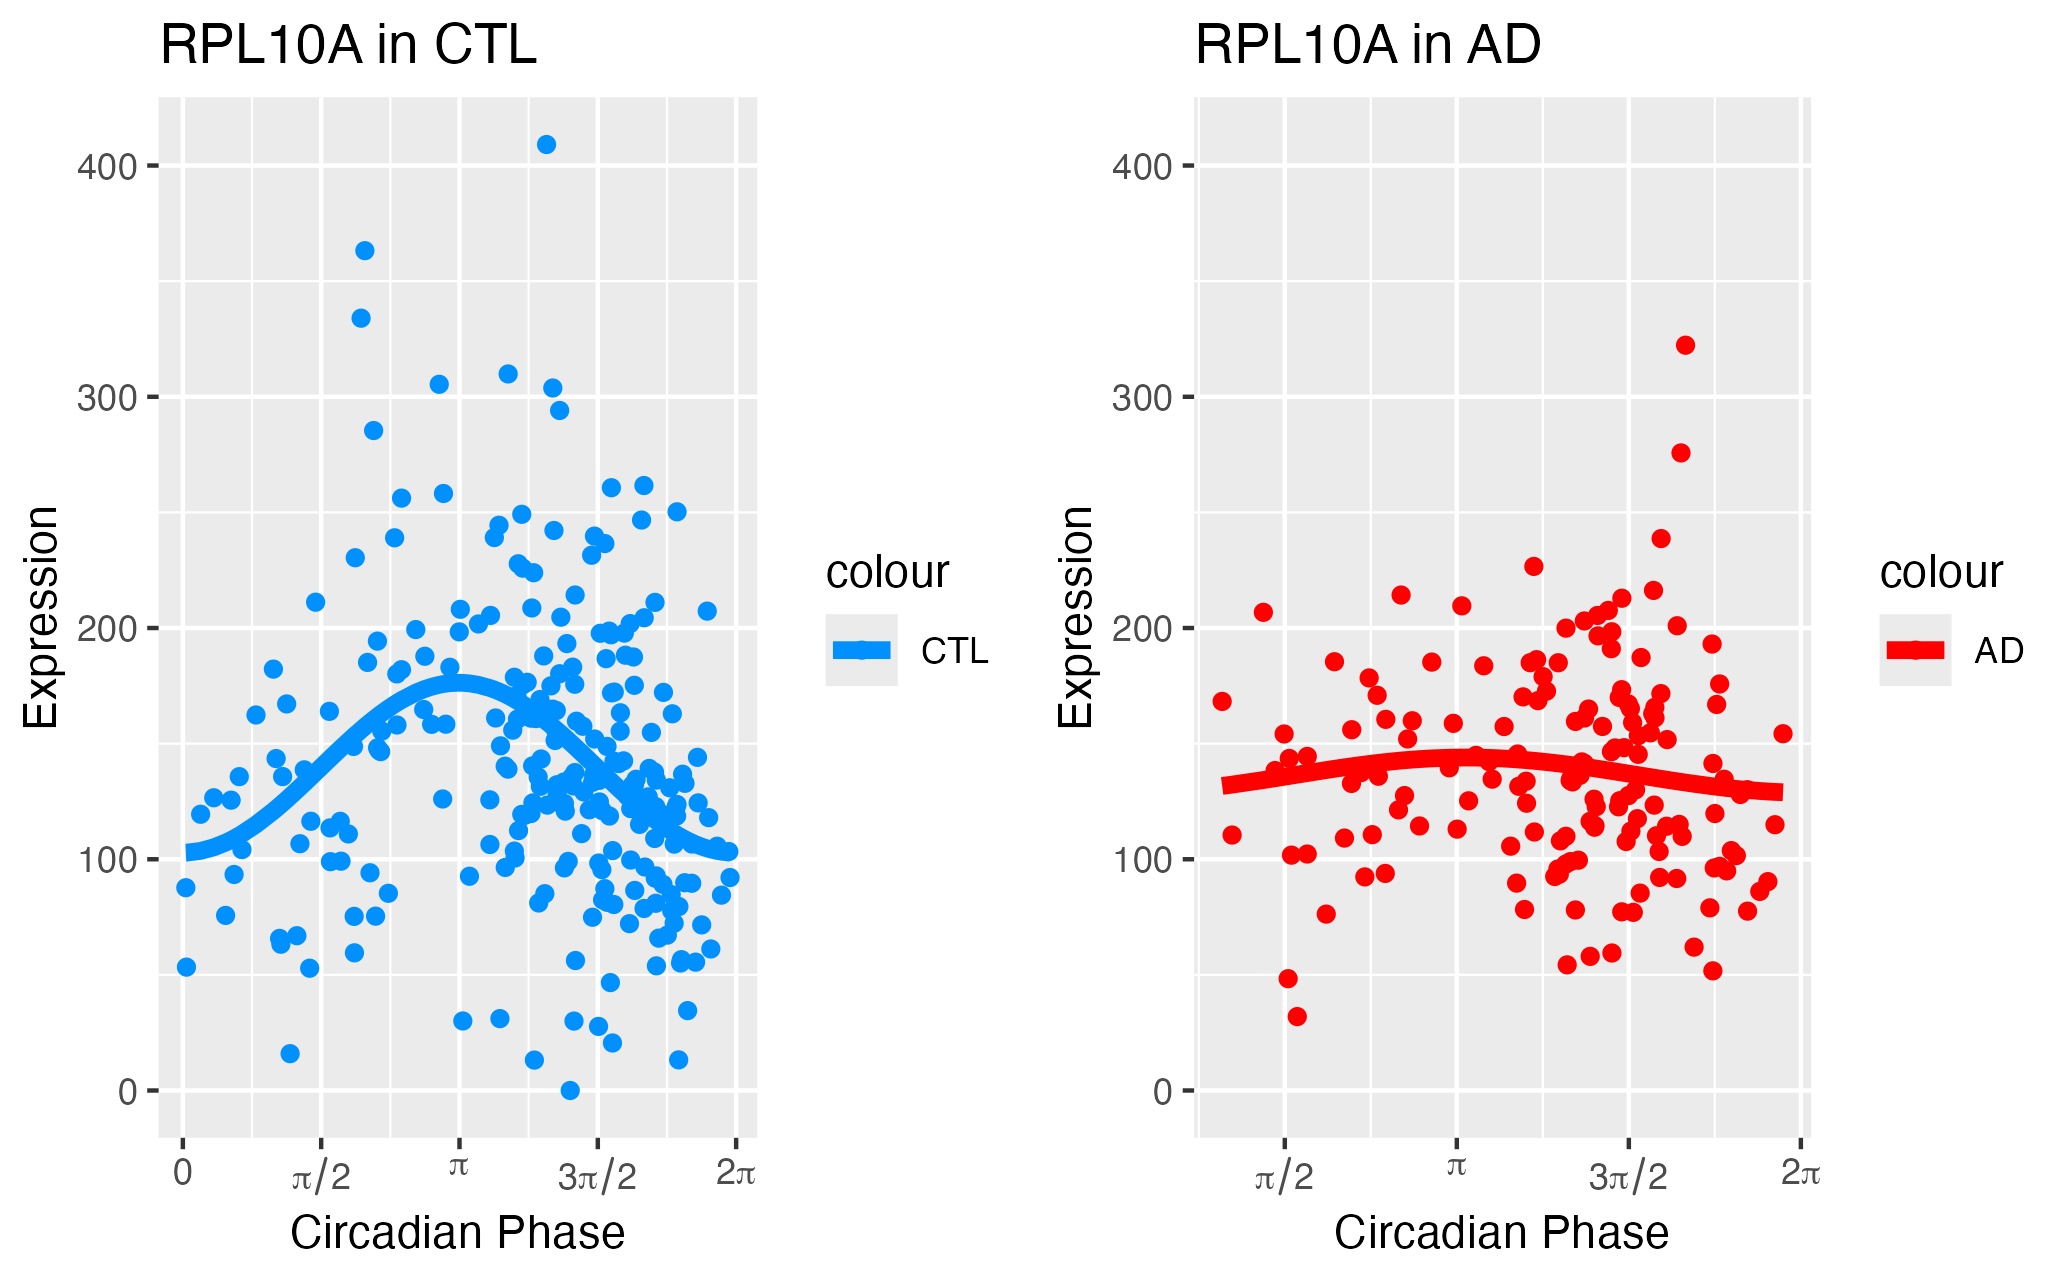 RPL10A in CTL
Expression
400
300
200
100
0
0 π/2 π 3π/2 2π
Circadian Phase
colour
CTL
RPL10A in AD
Expression
400
300
200
100
0
π/2 π 3π/2 2π
Circadian Phase
colour
AD